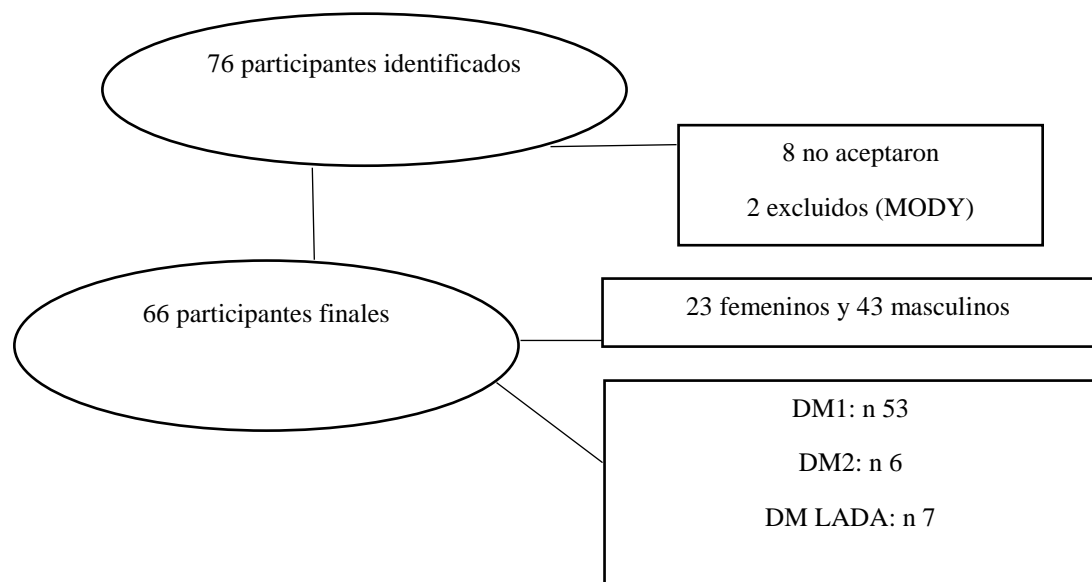 76 participantes identificados
8 no aceptaron
2 excluidos (MODY)
66 participantes finales
23 femeninos y 43 masculinos
DM1: n 53
DM2: n 6
DM LADA: n 7